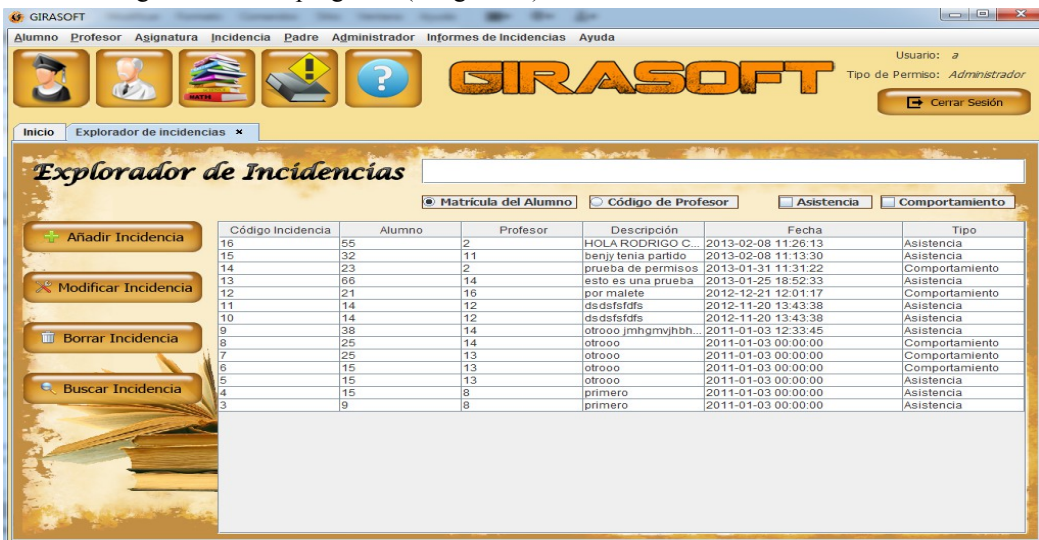 GIRASOFT
Alumno Profesor Asignatura Incidencia Padre Administrador Informes de Incidencias Ayuda
MATH
GIRASOFT
Usuario: a
Tipo de Permiso: Administrador
Cerrar Sesión
Inicio Explorador de incidencias ×
Explorador de Incidencias
Matrícula del Alumno Código de Profesor Asistencia Comportamiento
Añadir Incidencia
Modificar Incidencia
Borrar Incidencia
Buscar Incidencia
Código Incidencia Alumno Profesor Descripción Fecha Tipo
16 55 2 HOLA RODRIGO C... 2013-02-08 11:26:13 Asistencia
15 32 11 benjy tenia partido 2013-02-08 11:13:30 Asistencia
14 23 2 prueba de permisos 2013-01-31 11:31:22 Comportamiento
13 66 14 esto es una prueba 2013-01-25 18:52:33 Asistencia
12 21 16 por malete 2012-12-21 12:01:17 Comportamiento
11 14 12 dsdsfsfdfs 2012-11-20 13:43:38 Asistencia
10 14 12 dsdsfsfdfs 2012-11-20 13:43:38 Asistencia
9 38 14 otrooo jmhgmvjhbh... 2011-01-03 12:33:45 Asistencia
8 25 14 otrooo 2011-01-03 00:00:00 Comportamiento
7 25 13 otrooo 2011-01-03 00:00:00 Comportamiento
6 15 13 otrooo 2011-01-03 00:00:00 Comportamiento
5 15 13 otrooo 2011-01-03 00:00:00 Asistencia
4 15 8 primero 2011-01-03 00:00:00 Asistencia
3 9 8 primero 2011-01-03 00:00:00 Asistencia